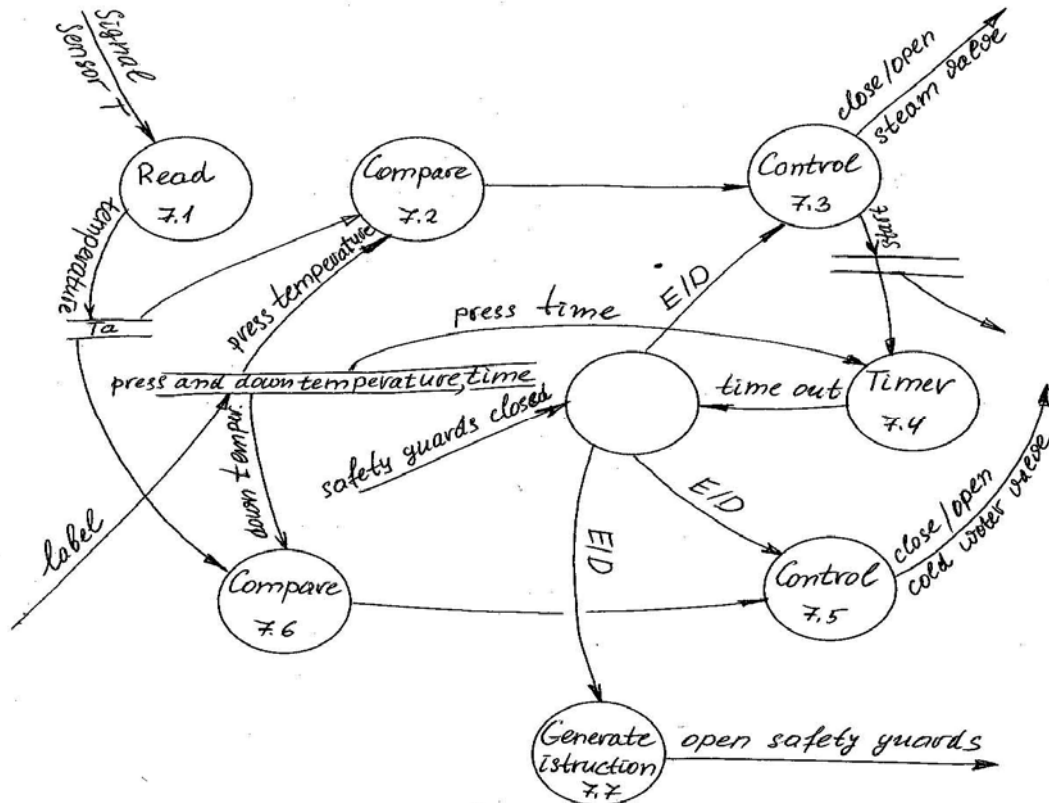 Signal
Sensor T
Read
7.1
temperature
Ta
Compare
7.2
press temperature
Control
7.3
close/open
steam valve
start
E/D
press time
press and down temperature, time
safety guards closed
time out
Timer
7.4
label
down temper.
Compare
7.6
E/D
E/D
Control
7.5
close/open
cold water valve
Generate
istruction
7.7
open safety guards